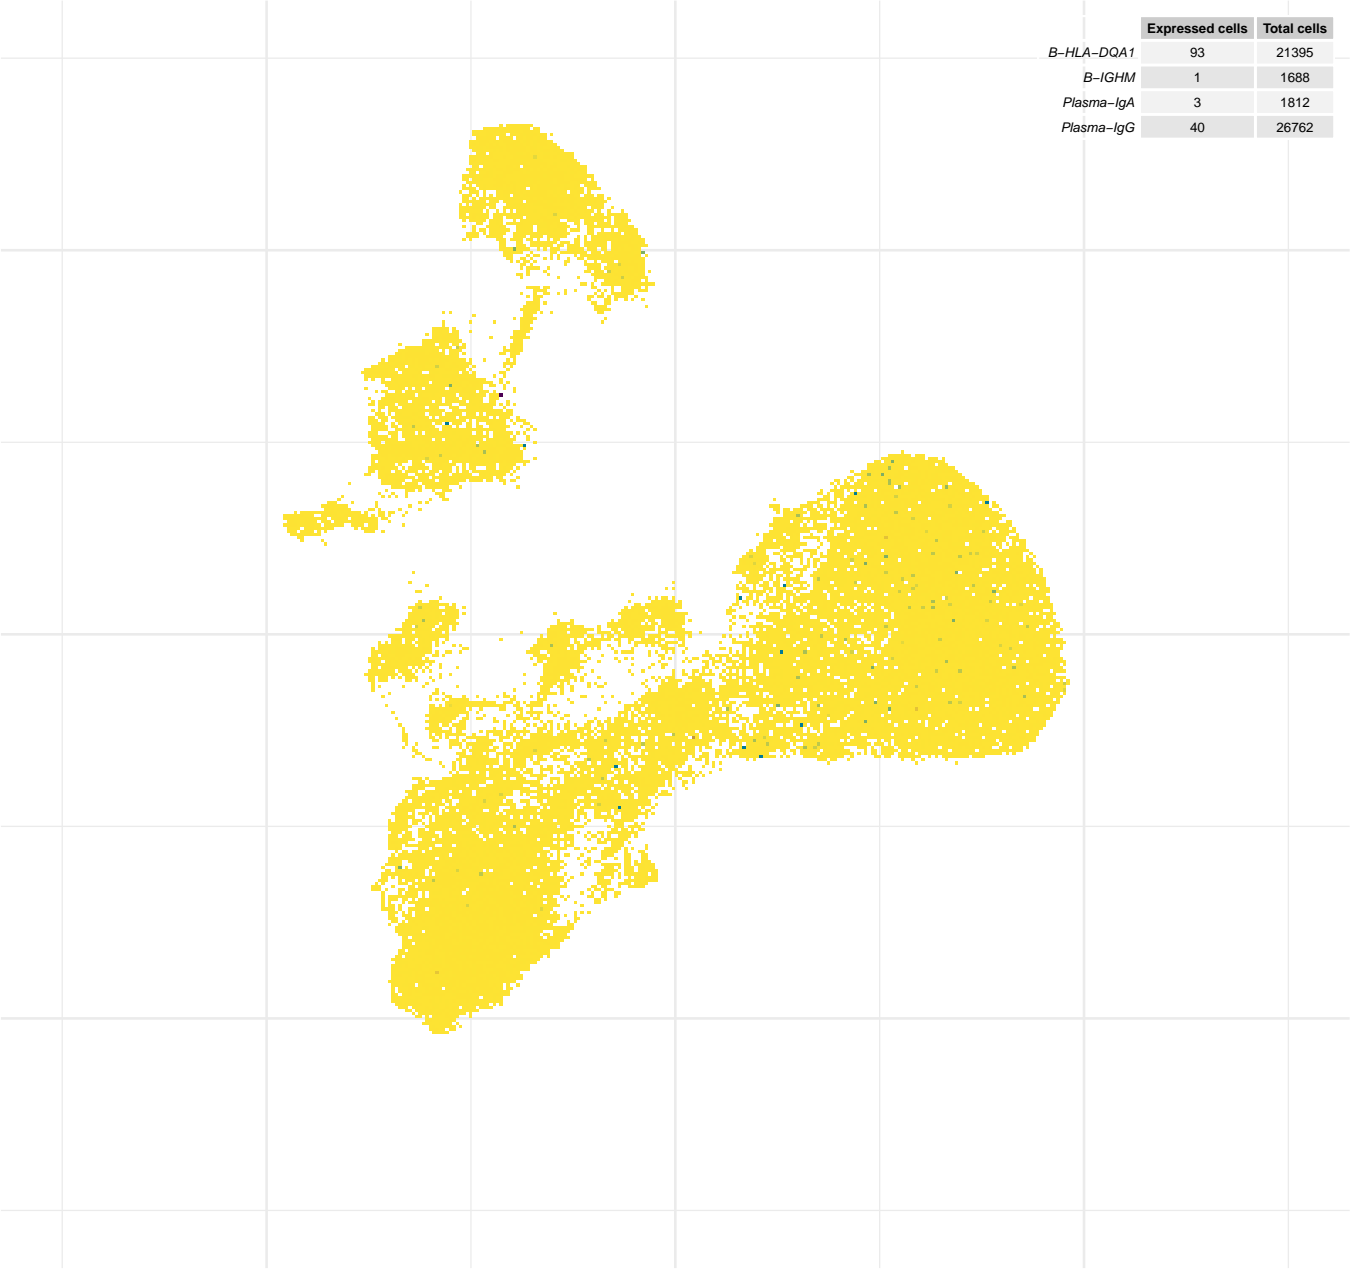 Expressed cells Total cells
B−HLA−DQA1 93 21395
B−IGHM 1 1688
Plasma−IgA 3 1812
Plasma−IgG 40 26762